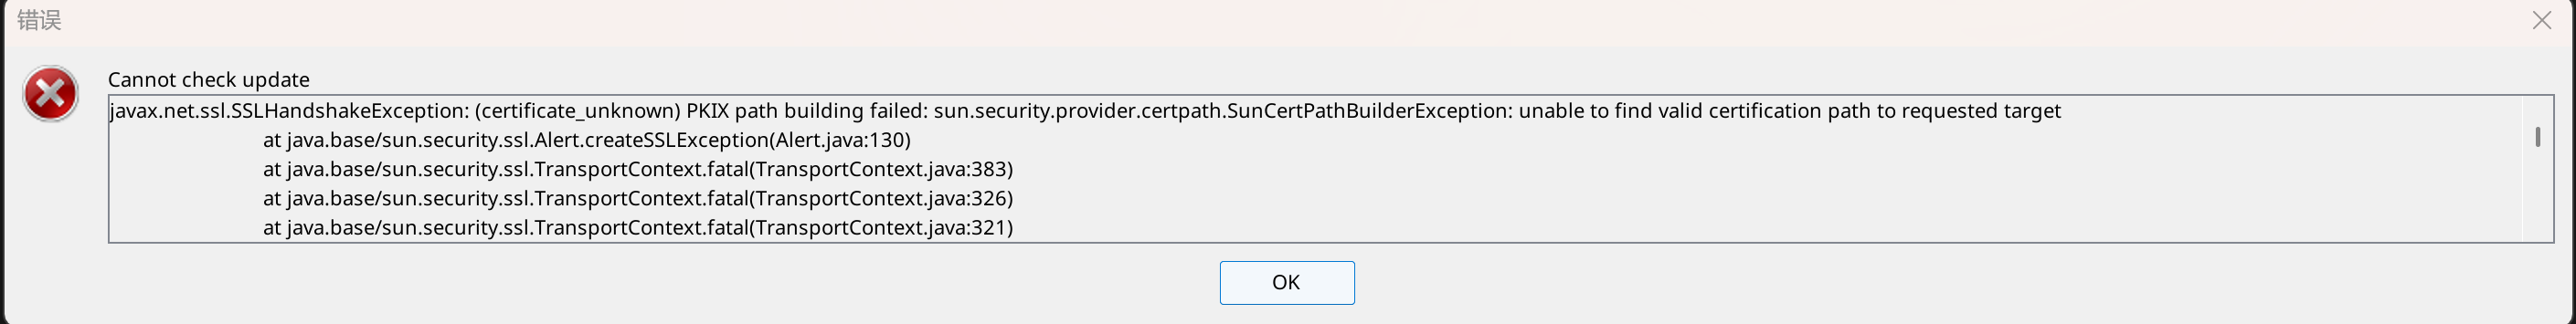 错误
Cannot check update
javax.net.ssl.SSLHandshakeException: (certificate_unknown) PKIX path building failed: sun.security.provider.certpath.SunCertPathBuilderException: unable to find valid certification path to requested target
at java.base/sun.security.ssl.Alert.createSSLException(Alert.java:130)
at java.base/sun.security.ssl.TransportContext.fatal(TransportContext.java:383)
at java.base/sun.security.ssl.TransportContext.fatal(TransportContext.java:326)
at java.base/sun.security.ssl.TransportContext.fatal(TransportContext.java:321)
OK